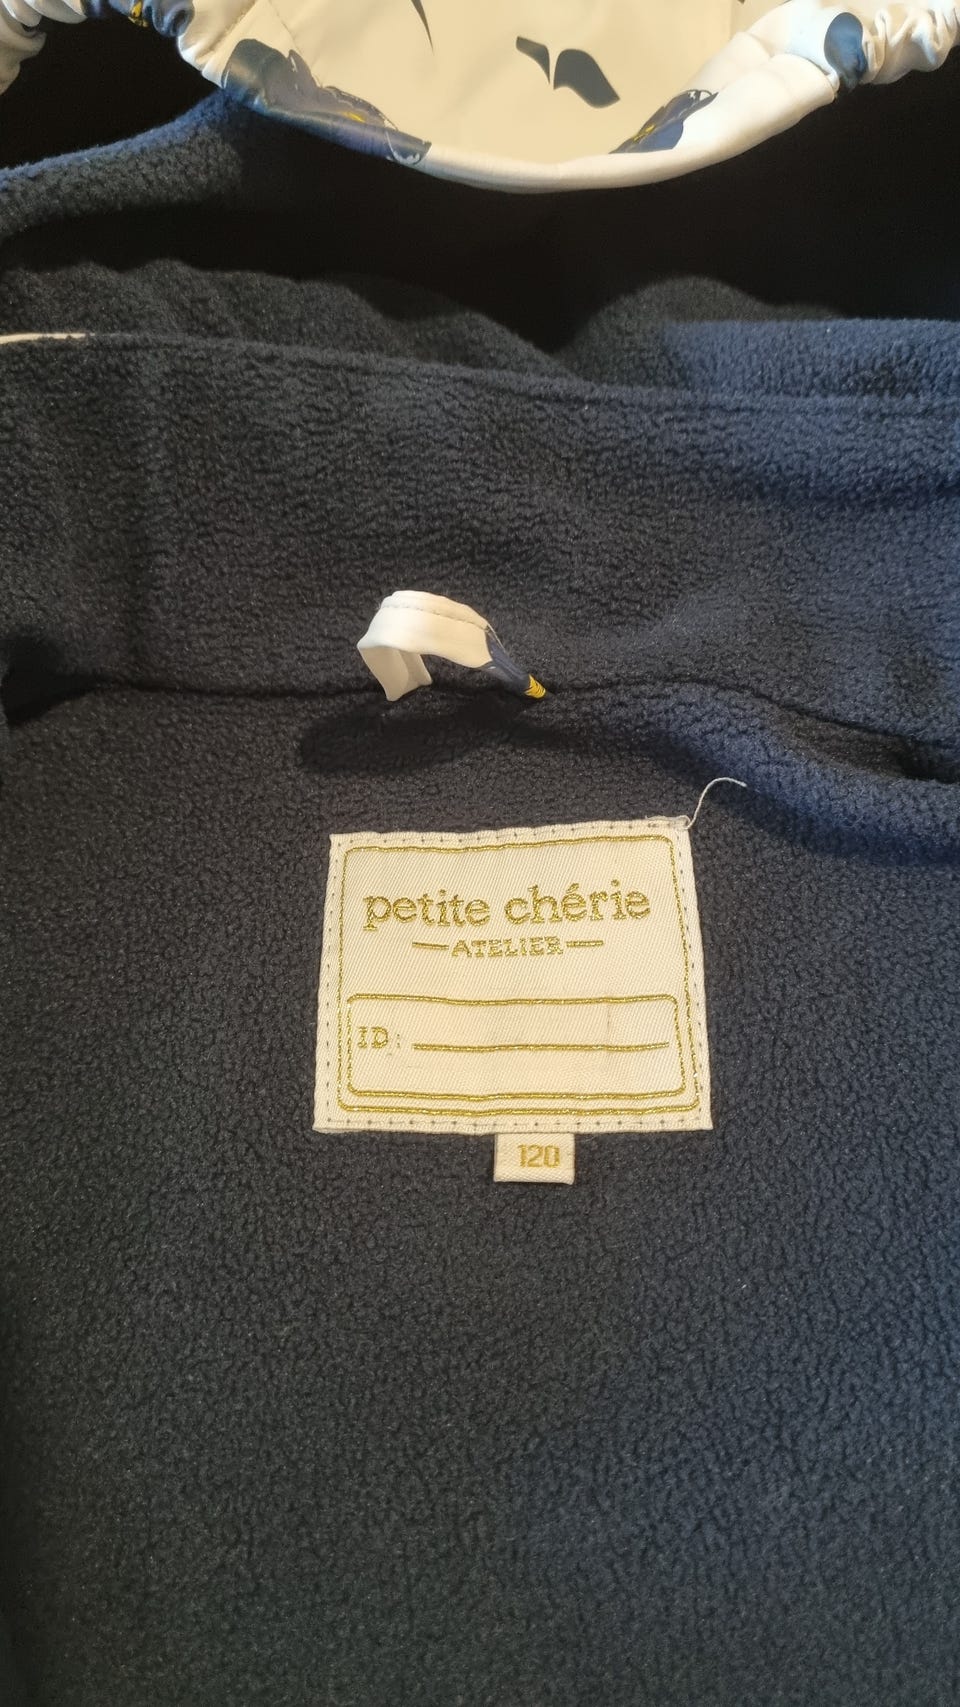 petite chérie
ATELIER
ID:
120